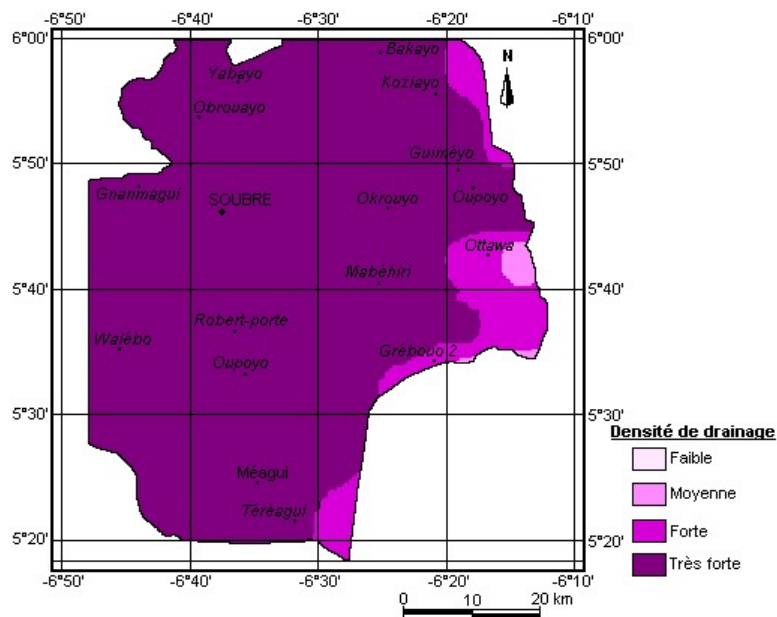 -6°50' -6°40' -6°30' -6°20' -6°10'
6°00' 6°00'
Bakayo
N
Yabayo
Koziayo
Obrouayo
Guiméyo
5°50' 5°50'
Gnanmagui
SOUBRE
Okrouyo
Oupoyo
Ottawa
Mabéhiri
5°40' 5°40'
Robert-porte
Walébo
Grébouo 2
Oupoyo
5°30' 5°30'
Densité de drainage
Faible
Méagui
Moyenne
Téréagui
Forte
5°20' 5°20'
Très forte
-6°50' -6°40' -6°30' -6°20' -6°10'
0 10 20 km